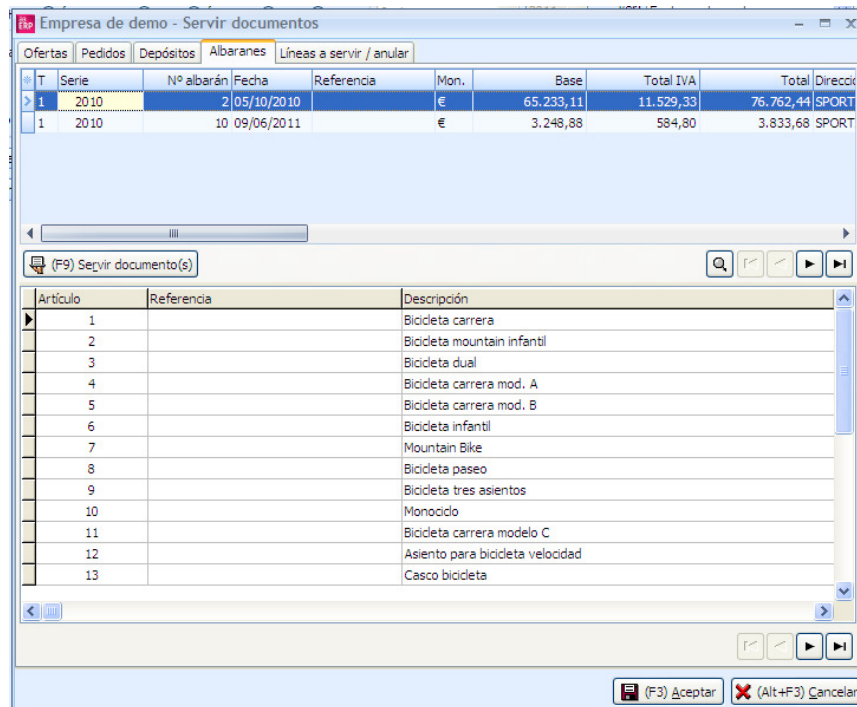 ERP Empresa de demo - Servir documentos
Ofertas Pedidos Depósitos Albaranes Líneas a servir / anular
T Serie Nº albarán Fecha Referencia Mon. Base Total IVA Total Direcció
1 2010 2 05/10/2010 € 65.233,11 11.529,33 76.762,44 SPORT
1 2010 10 09/06/2011 € 3.248,88 584,80 3.833,68 SPORT
(F9) Servir documento(s)
Artículo Referencia Descripción
1 Bicicleta carrera
2 Bicicleta mountain infantil
3 Bicicleta dual
4 Bicicleta carrera mod. A
5 Bicicleta carrera mod. B
6 Bicicleta infantil
7 Mountain Bike
8 Bicicleta paseo
9 Bicicleta tres asientos
10 Monociclo
11 Bicicleta carrera modelo C
12 Asiento para bicicleta velocidad
13 Casco bicicleta
(F3) Aceptar (Alt+F3) Cancelar